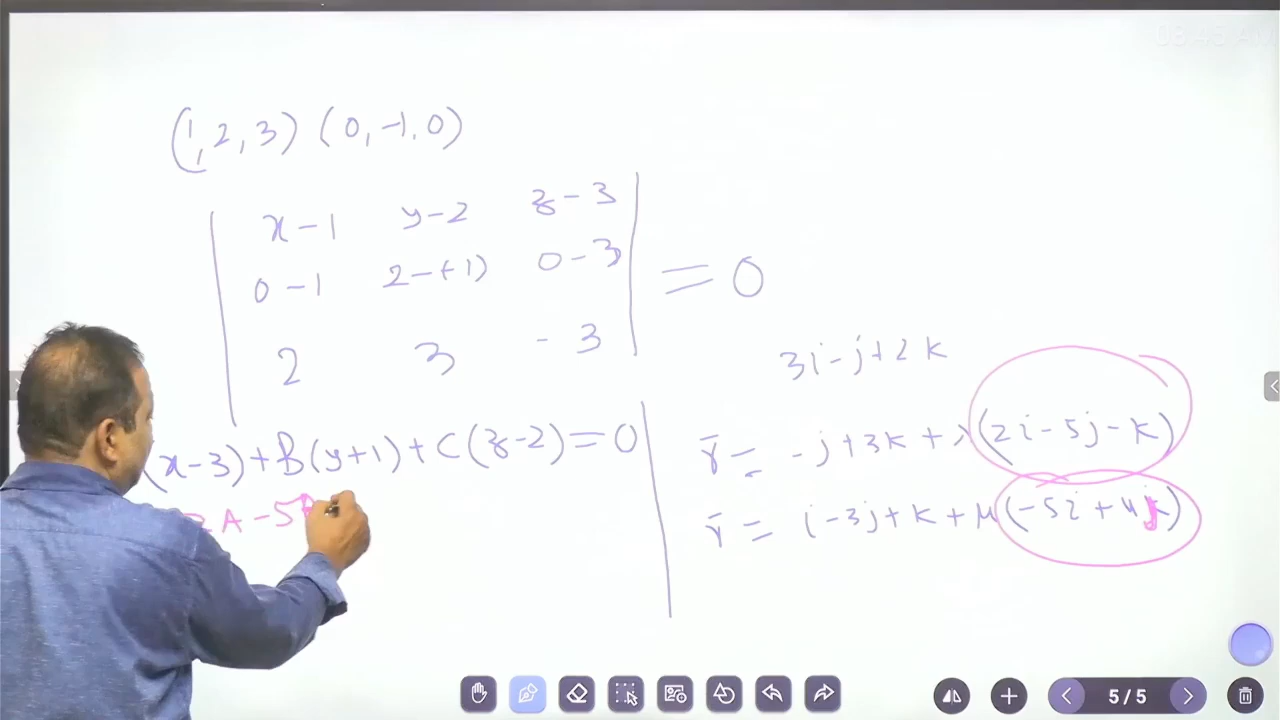 (1,2,3) (0,-1,0)
| x-1 y-2 z-3 |
| 0-1 2-(+1) 0-3 | = 0
| 2 3 -3 |
3i-j+2k
(x-3)+B(y+1)+C(z-2)=0
r̄ = -j+3k+λ(2i-5j-k)
2A-5
r̄ = i-3j+k+μ(-5i+4j)
5/5